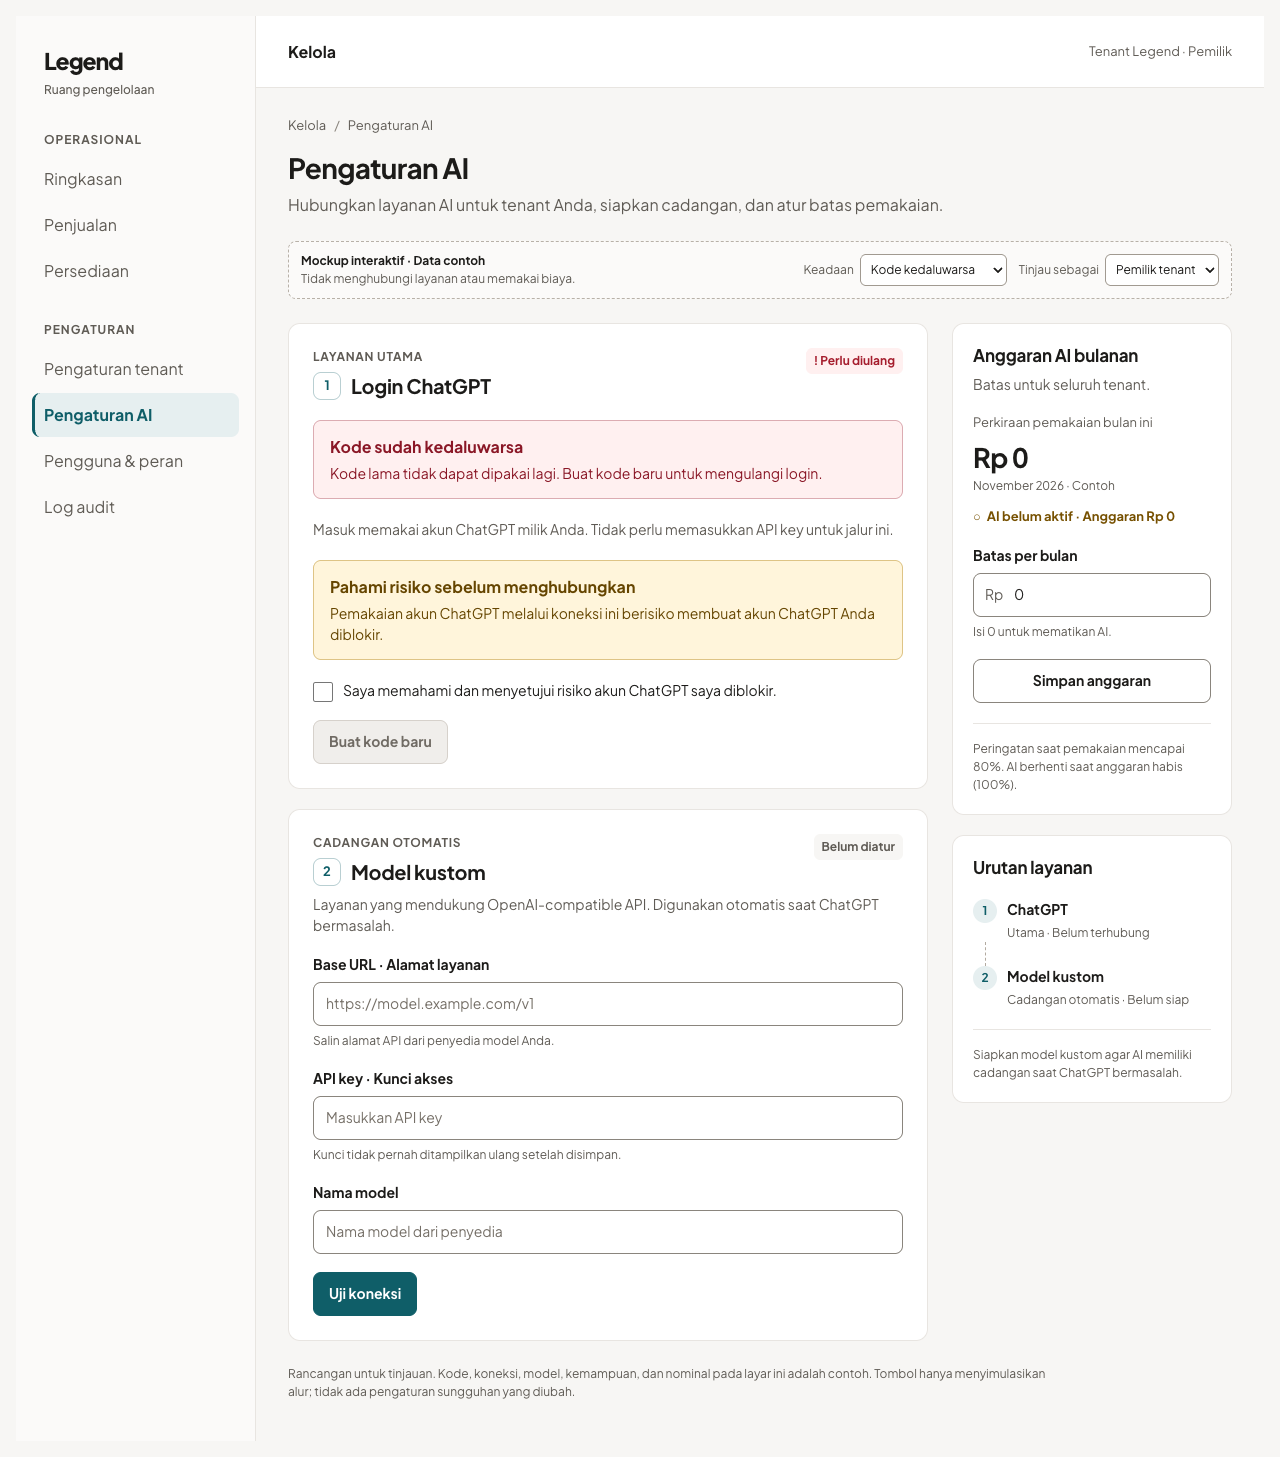 Legend
Ruang pengelolaan
OPERASIONAL
Ringkasan
Penjualan
Persediaan
PENGATURAN
Pengaturan tenant
Pengaturan AI
Pengguna & peran
Log audit
Kelola
Tenant Legend · Pemilik
Kelola / Pengaturan AI
Pengaturan AI
Hubungkan layanan AI untuk tenant Anda, siapkan cadangan, dan atur batas pemakaian.
Mockup interaktif · Data contoh
Tidak menghubungi layanan atau memakai biaya.
Keadaan Kode kedaluwarsa Tinjau sebagai Pemilik tenant
LAYANAN UTAMA
! Perlu diulang
1 Login ChatGPT
Kode sudah kedaluwarsa
Kode lama tidak dapat dipakai lagi. Buat kode baru untuk mengulangi login.
Masuk memakai akun ChatGPT milik Anda. Tidak perlu memasukkan API key untuk jalur ini.
Pahami risiko sebelum menghubungkan
Pemakaian akun ChatGPT melalui koneksi ini berisiko membuat akun ChatGPT Anda
diblokir.
Saya memahami dan menyetujui risiko akun ChatGPT saya diblokir.
Buat kode baru
CADANGAN OTOMATIS
Belum diatur
2 Model kustom
Layanan yang mendukung OpenAI-compatible API. Digunakan otomatis saat ChatGPT
bermasalah.
Base URL · Alamat layanan
https://model.example.com/v1
Salin alamat API dari penyedia model Anda.
API key · Kunci akses
Masukkan API key
Kunci tidak pernah ditampilkan ulang setelah disimpan.
Nama model
Nama model dari penyedia
Uji koneksi
Anggaran AI bulanan
Batas untuk seluruh tenant.
Perkiraan pemakaian bulan ini
Rp 0
November 2026 · Contoh
○ AI belum aktif · Anggaran Rp 0
Batas per bulan
Rp 0
Isi 0 untuk mematikan AI.
Simpan anggaran
Peringatan saat pemakaian mencapai
80%. AI berhenti saat anggaran habis
(100%).
Urutan layanan
1 ChatGPT
Utama · Belum terhubung
2 Model kustom
Cadangan otomatis · Belum siap
Siapkan model kustom agar AI memiliki
cadangan saat ChatGPT bermasalah.
Rancangan untuk tinjauan. Kode, koneksi, model, kemampuan, dan nominal pada layar ini adalah contoh. Tombol hanya menyimulasikan
alur; tidak ada pengaturan sungguhan yang diubah.